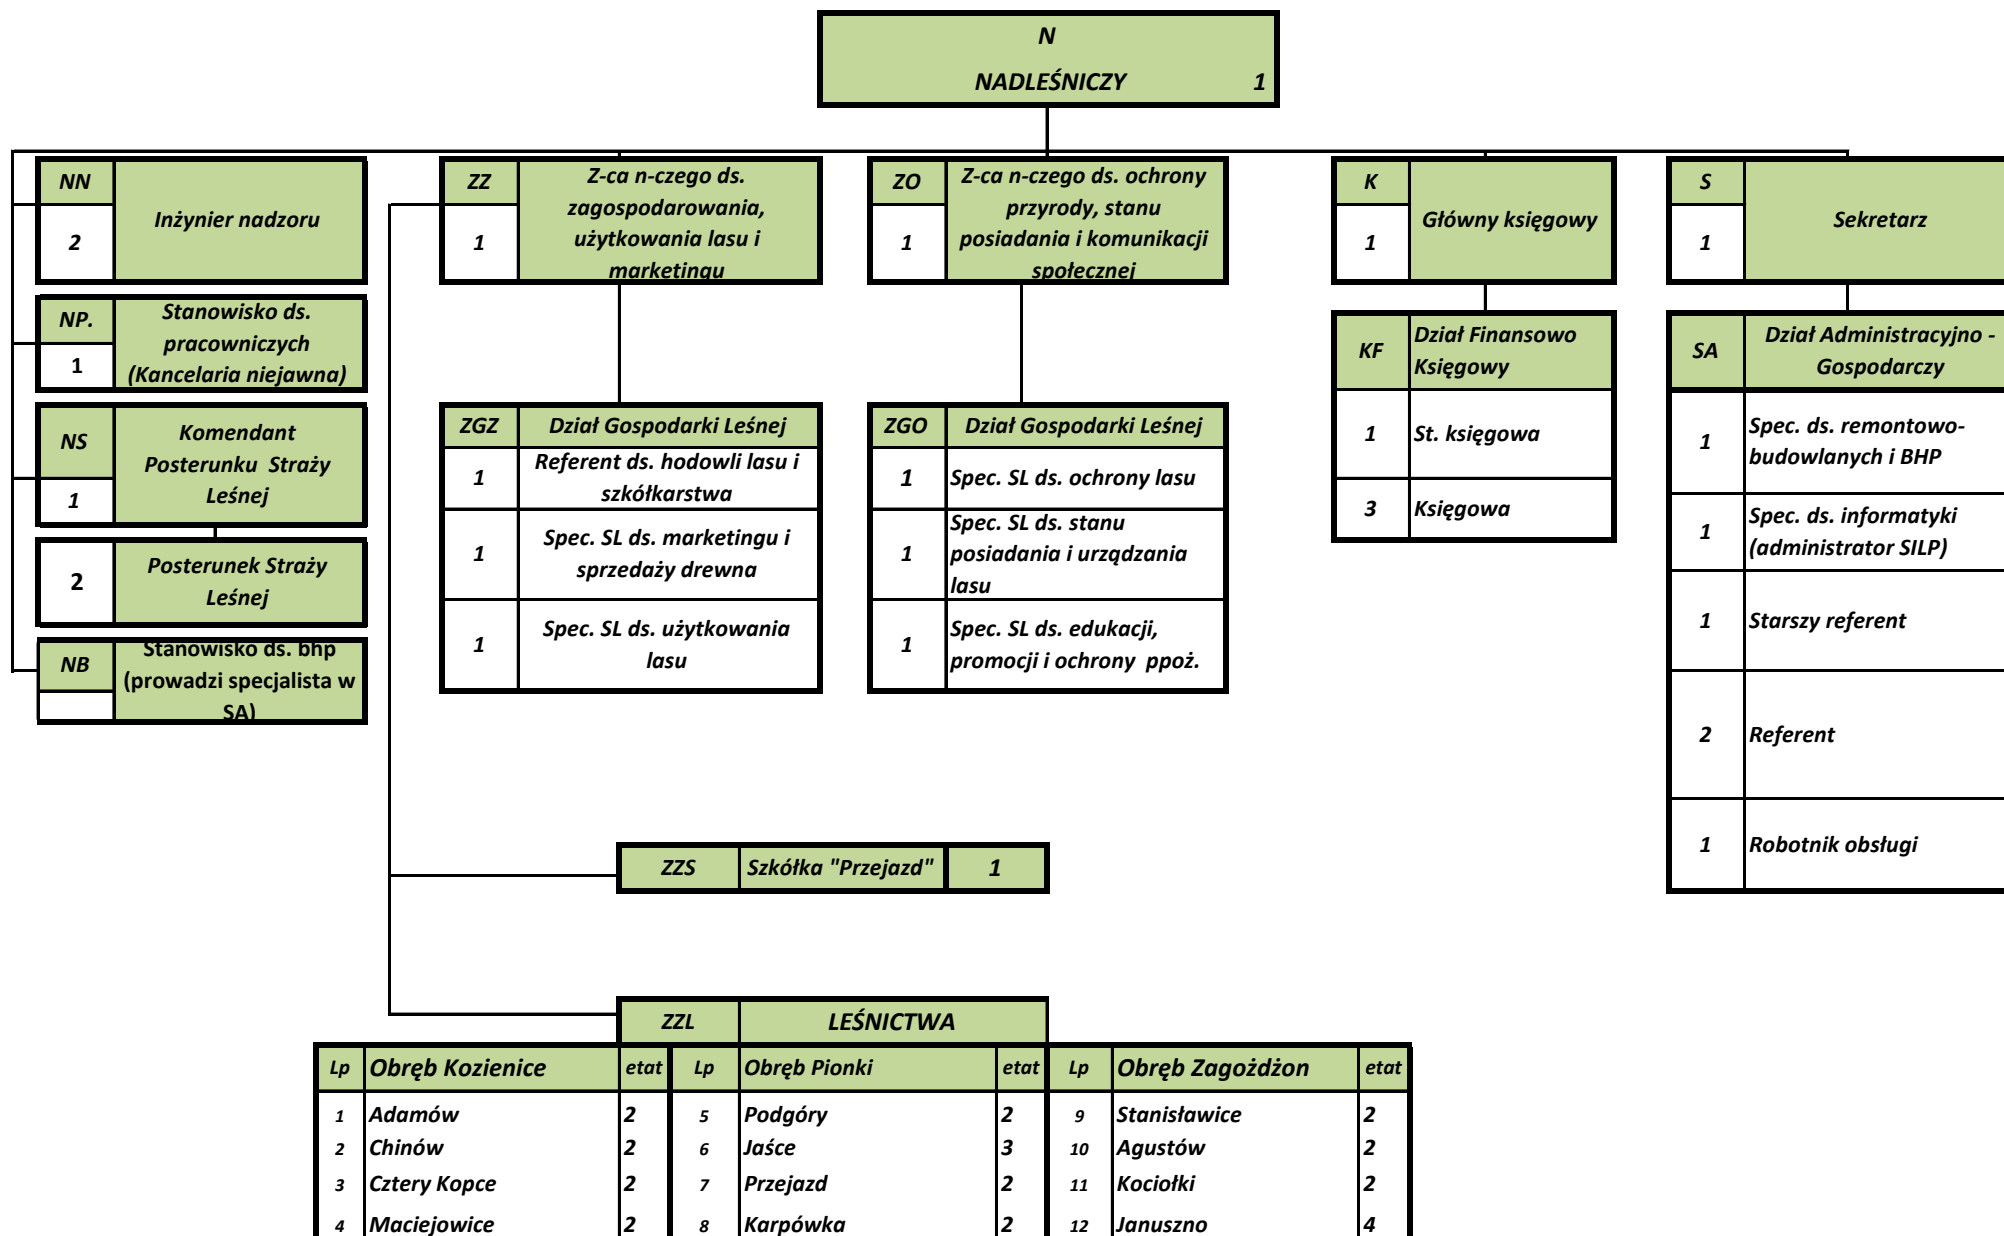 N
NADLEŚNICZY 1
NN
2
Inżynier nadzoru
ZZ
1
Z-ca n-czego ds.
zagospodarowania,
użytkowania lasu i
marketingu
ZO
1
Z-ca n-czego ds. ochrony
przyrody, stanu
posiadania i komunikacji
społecznej
K
1
Główny księgowy
S
1
Sekretarz
NP.
1
Stanowisko ds.
pracowniczych
(Kancelaria niejawna)
NS
1
Komendant
Posterunku Straży
Leśnej
2
Posterunek Straży
Leśnej
NB
Stanowisko ds. bhp
(prowadzi specjalista w
SA)
ZGZ Dział Gospodarki Leśnej
1
Referent ds. hodowli lasu i
szkółkarstwa
1
Spec. SL ds. marketingu i
sprzedaży drewna
1
Spec. SL ds. użytkowania
lasu
ZGO Dział Gospodarki Leśnej
1 Spec. SL ds. ochrony lasu
1
Spec. SL ds. stanu
posiadania i urządzania
lasu
1
Spec. SL ds. edukacji,
promocji i ochrony ppoż.
KF
Dział Finansowo
Księgowy
1 St. księgowa
3 Księgowa
SA
Dział Administracyjno -
Gospodarczy
1
Spec. ds. remontowo-
budowlanych i BHP
1
Spec. ds. informatyki
(administrator SILP)
1 Starszy referent
2 Referent
1 Robotnik obsługi
ZZS Szkółka "Przejazd" 1
ZZL LEŚNICTWA
Lp Obręb Kozienice etat Lp Obręb Pionki etat Lp Obręb Zagożdżon etat
1 Adamów 2 5 Podgóry 2 9 Stanisławice 2
2 Chinów 2 6 Jaśce 3 10 Agustów 2
3 Cztery Kopce 2 7 Przejazd 2 11 Kociołki 2
4 Maciejowice 2 8 Karpówka 2 12 Januszno 4